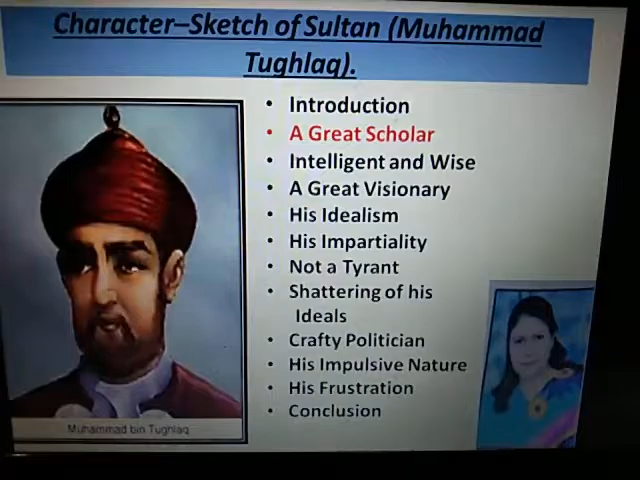 Character–Sketch of Sultan (Muhammad
Tughlaq).
• Introduction
• A Great Scholar
• Intelligent and Wise
• A Great Visionary
• His Idealism
• His Impartiality
• Not a Tyrant
• Shattering of his
Ideals
• Crafty Politician
• His Impulsive Nature
• His Frustration
• Conclusion
Muhammad bin Tughlaq